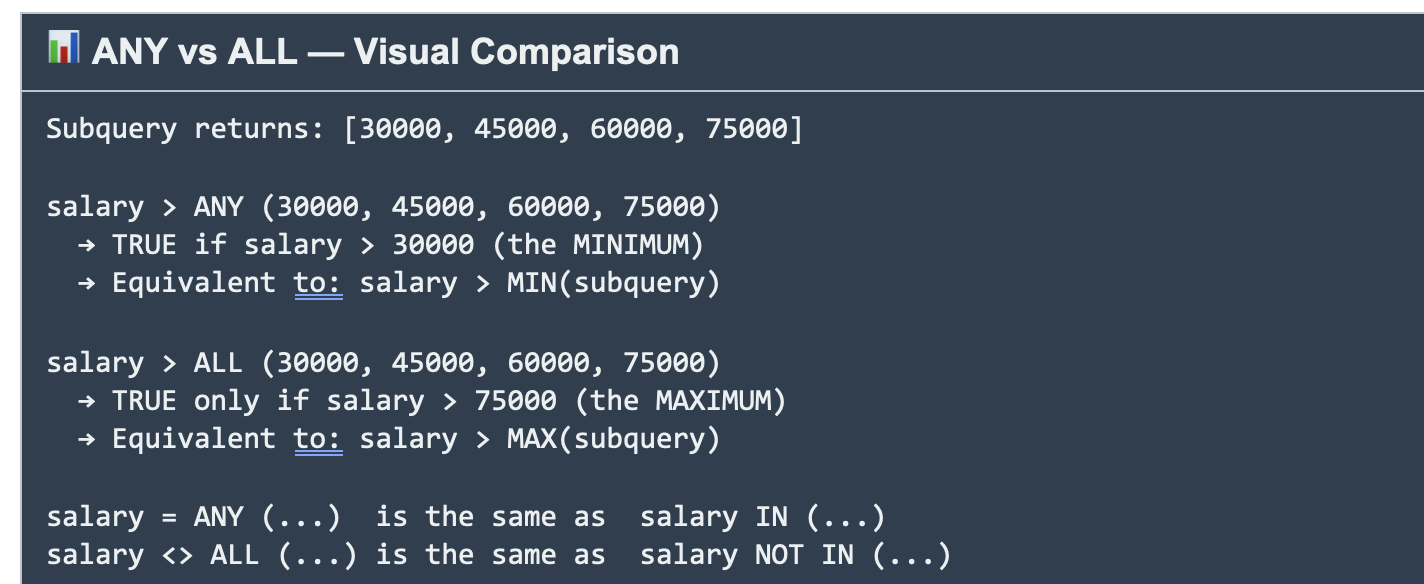 ANY vs ALL — Visual Comparison
Subquery returns: [30000, 45000, 60000, 75000]
salary > ANY (30000, 45000, 60000, 75000)
→ TRUE if salary > 30000 (the MINIMUM)
→ Equivalent to: salary > MIN(subquery)
salary > ALL (30000, 45000, 60000, 75000)
→ TRUE only if salary > 75000 (the MAXIMUM)
→ Equivalent to: salary > MAX(subquery)
salary = ANY (...)  is the same as  salary IN (...)
salary <> ALL (...) is the same as  salary NOT IN (...)